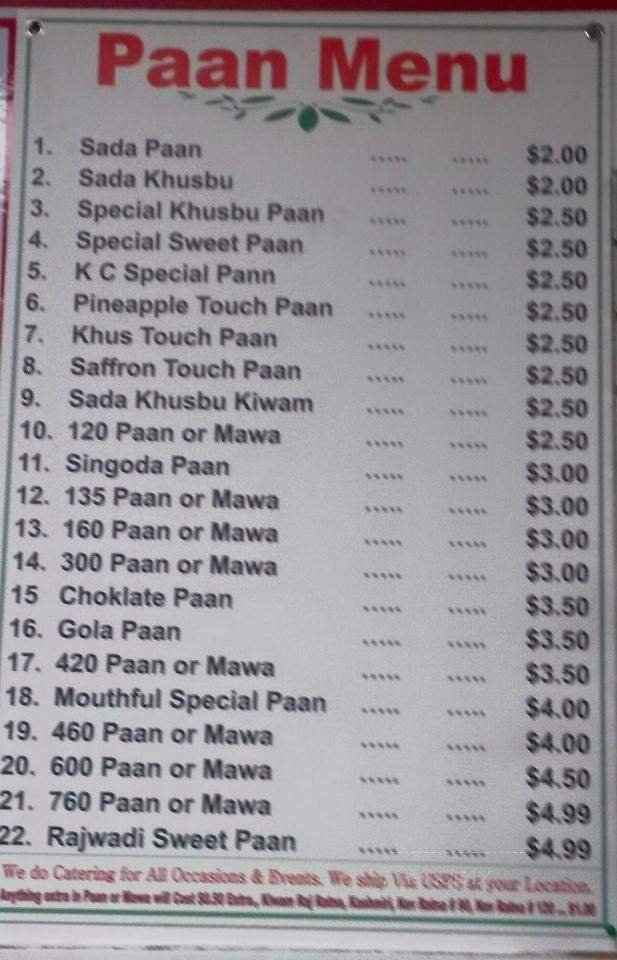 Paan Menu
1. Sada Paan ..... ..... $2.00
2. Sada Khusbu ..... ..... $2.00
3. Special Khusbu Paan ..... ..... $2.50
4. Special Sweet Paan ..... ..... $2.50
5. K C Special Pann ..... ..... $2.50
6. Pineapple Touch Paan ..... ..... $2.50
7. Khus Touch Paan ..... ..... $2.50
8. Saffron Touch Paan ..... ..... $2.50
9. Sada Khusbu Kiwam ..... ..... $2.50
10. 120 Paan or Mawa ..... ..... $2.50
11. Singoda Paan ..... ..... $3.00
12. 135 Paan or Mawa ..... ..... $3.00
13. 160 Paan or Mawa ..... ..... $3.00
14. 300 Paan or Mawa ..... ..... $3.00
15 Choklate Paan ..... ..... $3.50
16. Gola Paan ..... ..... $3.50
17. 420 Paan or Mawa ..... ..... $3.50
18. Mouthful Special Paan ..... ..... $4.00
19. 460 Paan or Mawa ..... ..... $4.00
20. 600 Paan or Mawa ..... ..... $4.50
21. 760 Paan or Mawa ..... ..... $4.99
22. Rajwadi Sweet Paan ..... ..... $4.99
We do Catering for All Occasions & Events. We ship Via USPS at your Location.
Anything extra in Paan or Mawa will Cost $0.50 Extra., Kiwam Raj Ratna, Kashmiri,